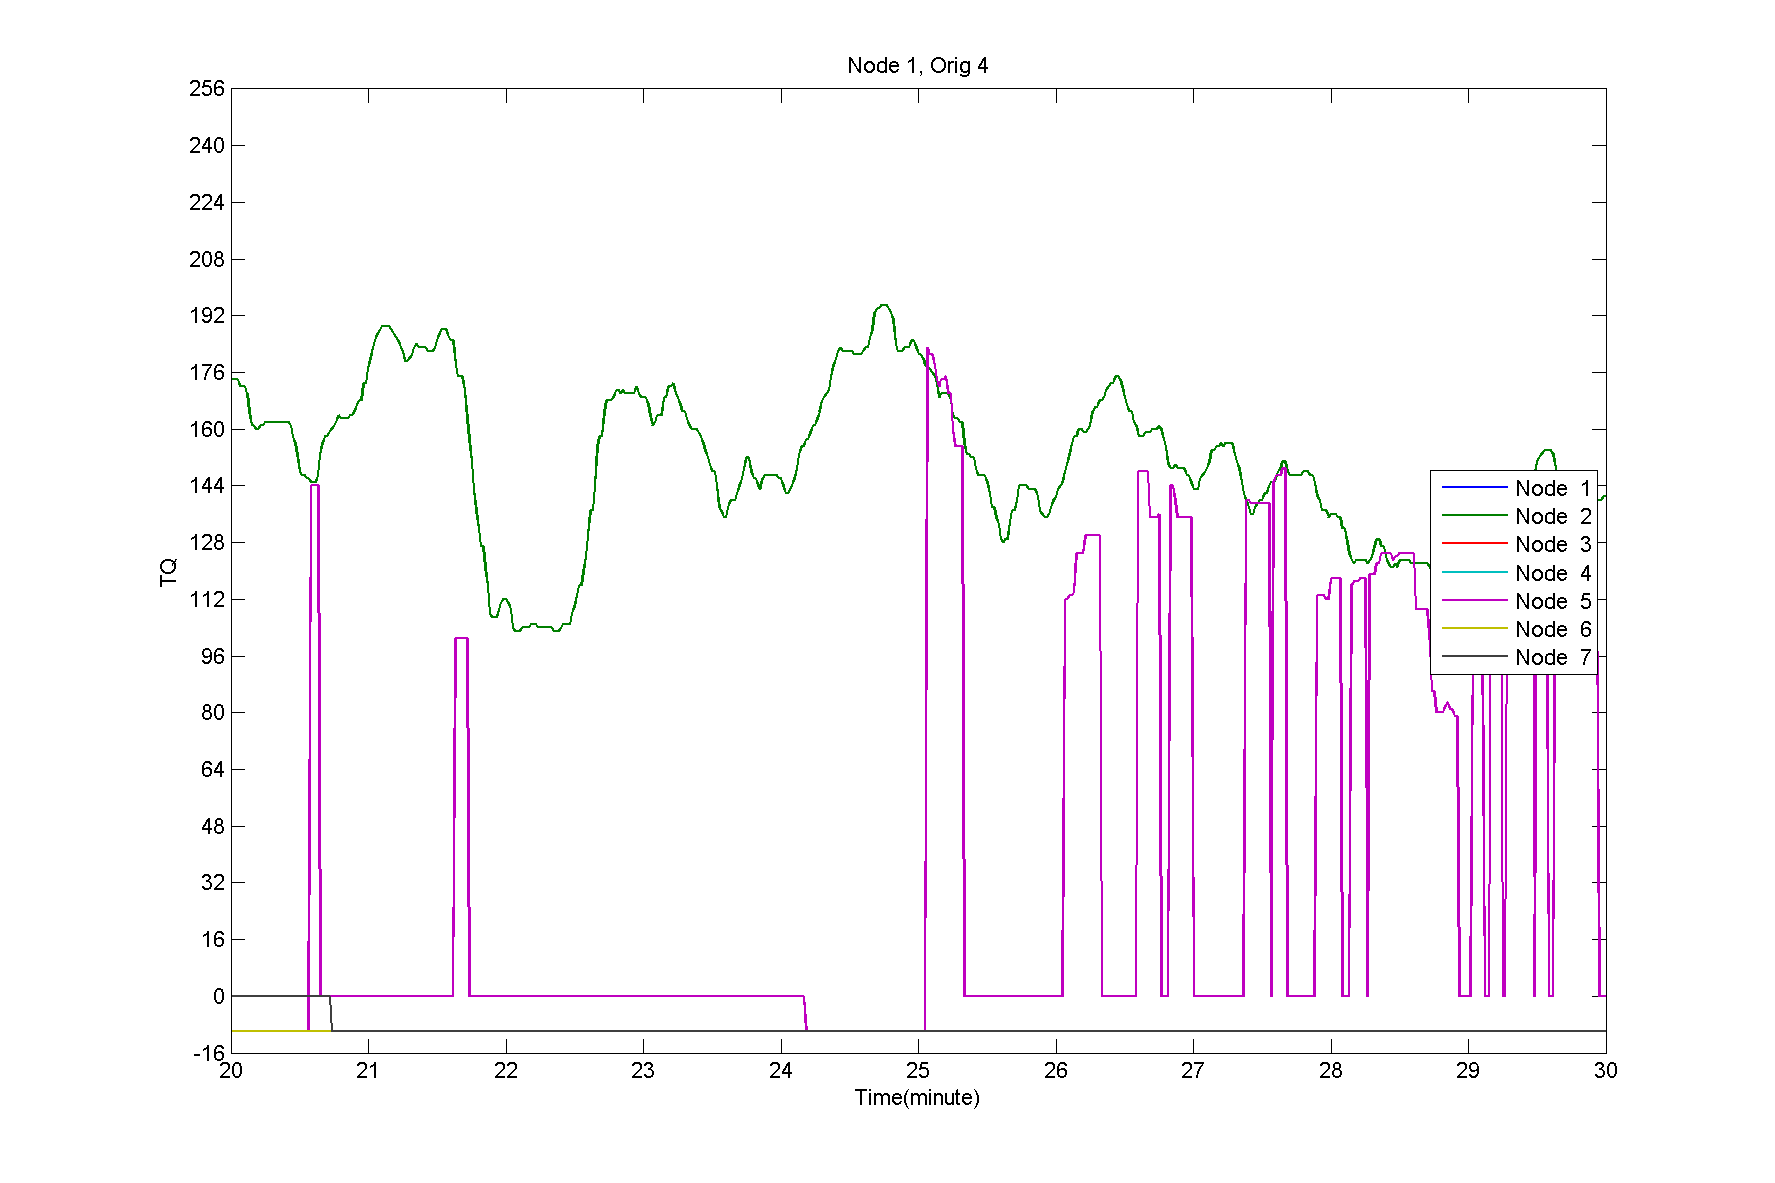 Node 1, Orig 4
256
240
224
208
192
176
160
144
128
112
96
80
64
48
32
16
0
-16
TQ
Node 1
Node 2
Node 3
Node 4
Node 5
Node 6
Node 7
20 21 22 23 24 25 26 27 28 29 30
Time(minute)